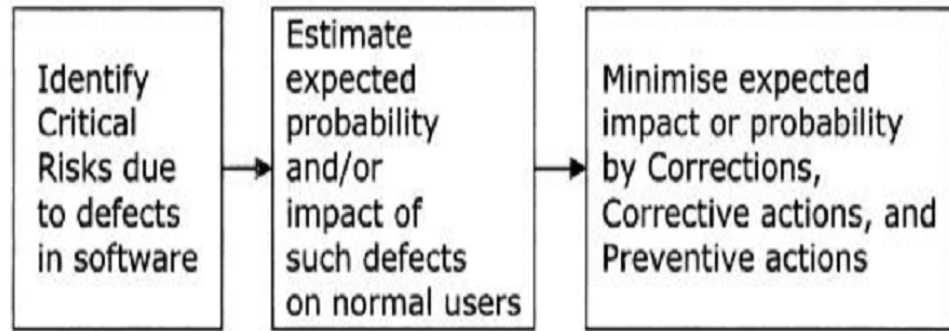 Identify
Critical
Risks due
to defects
in software
Estimate
expected
probability
and/or
impact of
such defects
on normal users
Minimise expected
impact or probability
by Corrections,
Corrective actions, and
Preventive actions